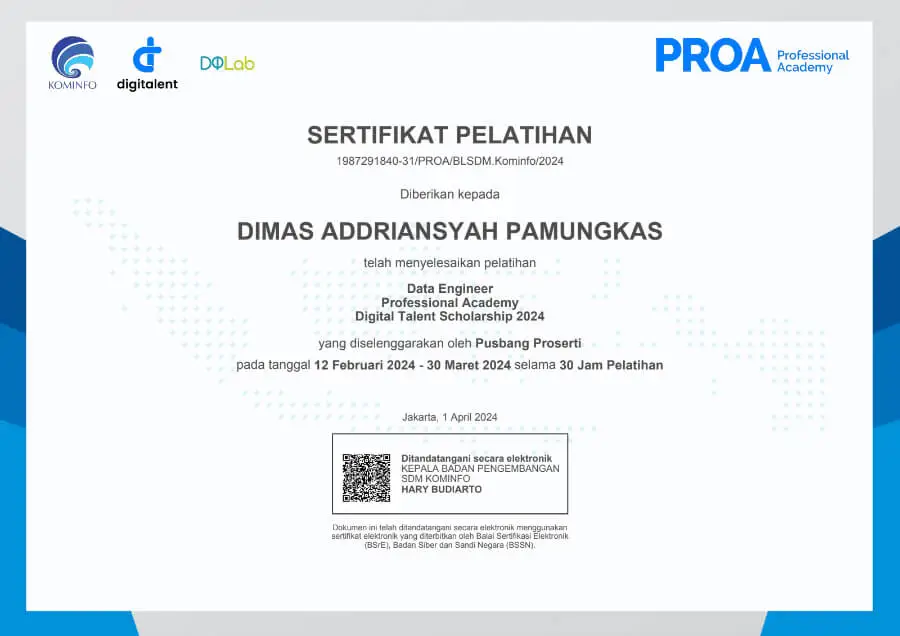 KOMINFO
digitalent
DQLab
PROA Professional Academy
SERTIFIKAT PELATIHAN
1987291840-31/PROA/BLSDM.Kominfo/2024
Diberikan kepada
DIMAS ADDRIANSYAH PAMUNGKAS
telah menyelesaikan pelatihan
Data Engineer
Professional Academy
Digital Talent Scholarship 2024
yang diselenggarakan oleh Pusbang Proserti
pada tanggal 12 Februari 2024 - 30 Maret 2024 selama 30 Jam Pelatihan
Jakarta, 1 April 2024
Ditandatangani secara elektronik
KEPALA BADAN PENGEMBANGAN
SDM KOMINFO
HARY BUDIARTO
Dokumen ini telah ditandatangani secara elektronik menggunakan
sertifikat elektronik yang diterbitkan oleh Balai Sertifikasi Elektronik
(BSrE), Badan Siber dan Sandi Negara (BSSN).